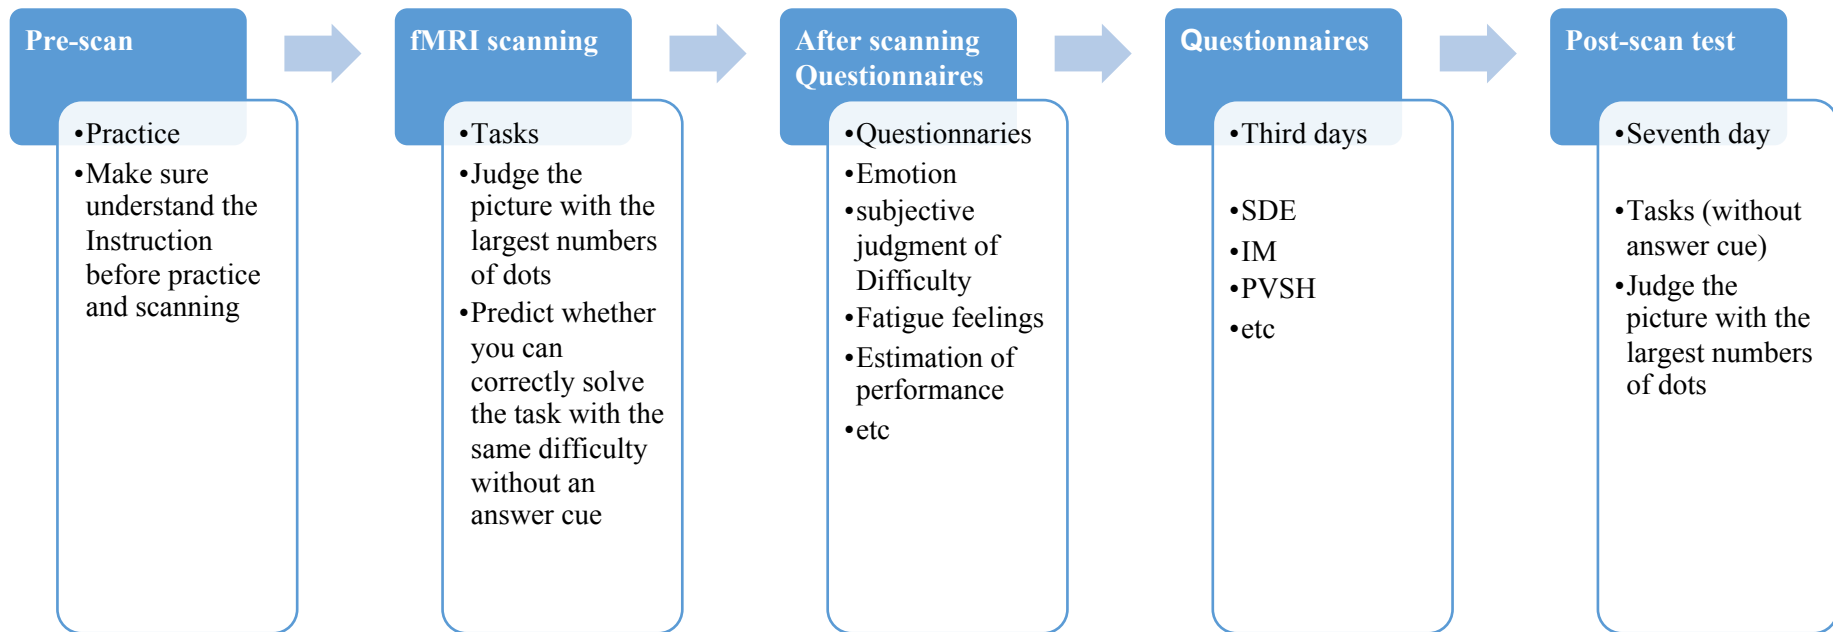 Pre-scan
•Practice
•Make sure
understand the
Instruction
before practice
and scanning
fMRI scanning
•Tasks
•Judge the
picture with the
largest numbers
of dots
•Predict whether
you can
correctly solve
the task with the
same difficulty
without an
answer cue
After scanning
Questionnaires
•Questionnaries
•Emotion
•subjective
judgment of
Difficulty
•Fatigue feelings
•Estimation of
performance
•etc
Questionnaires
•Third days
•SDE
•IM
•PVSH
•etc
Post-scan test
•Seventh day
•Tasks (without
answer cue)
•Judge the
picture with the
largest numbers
of dots